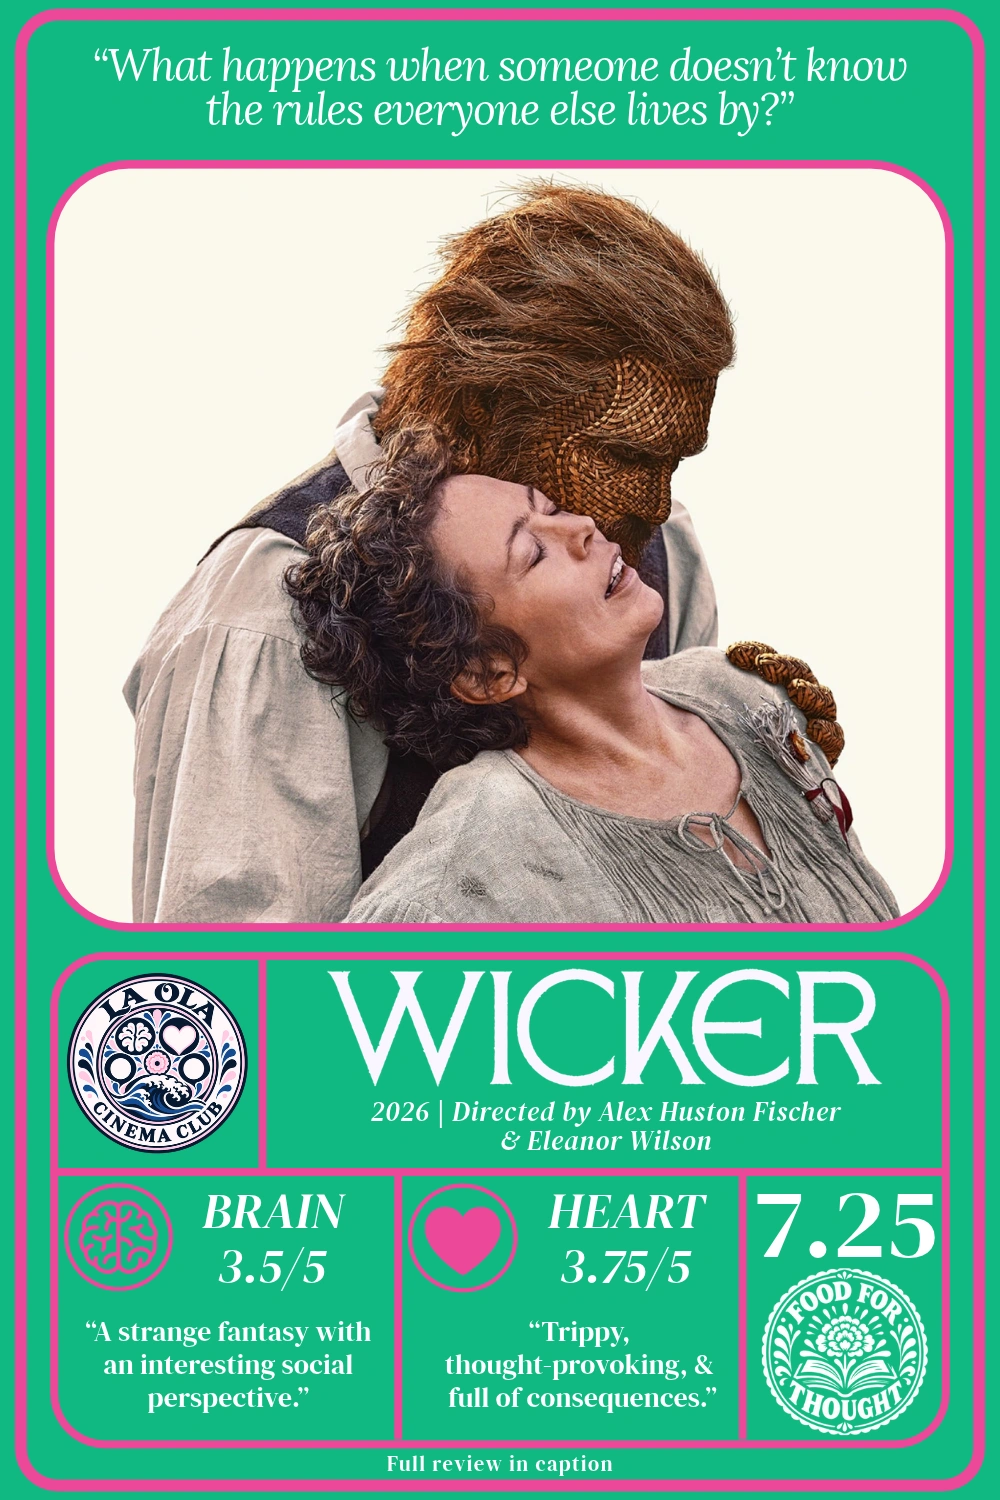 “What happens when someone doesn’t know
the rules everyone else lives by?”
LA OLA
CINEMA CLUB
WICKER
2026 | Directed by Alex Huston Fischer
& Eleanor Wilson
BRAIN
3.5/5
“A strange fantasy with
an interesting social
perspective.”
HEART
3.75/5
“Trippy,
thought-provoking, &
full of consequences.”
7.25
FOOD FOR
THOUGHT
Full review in caption